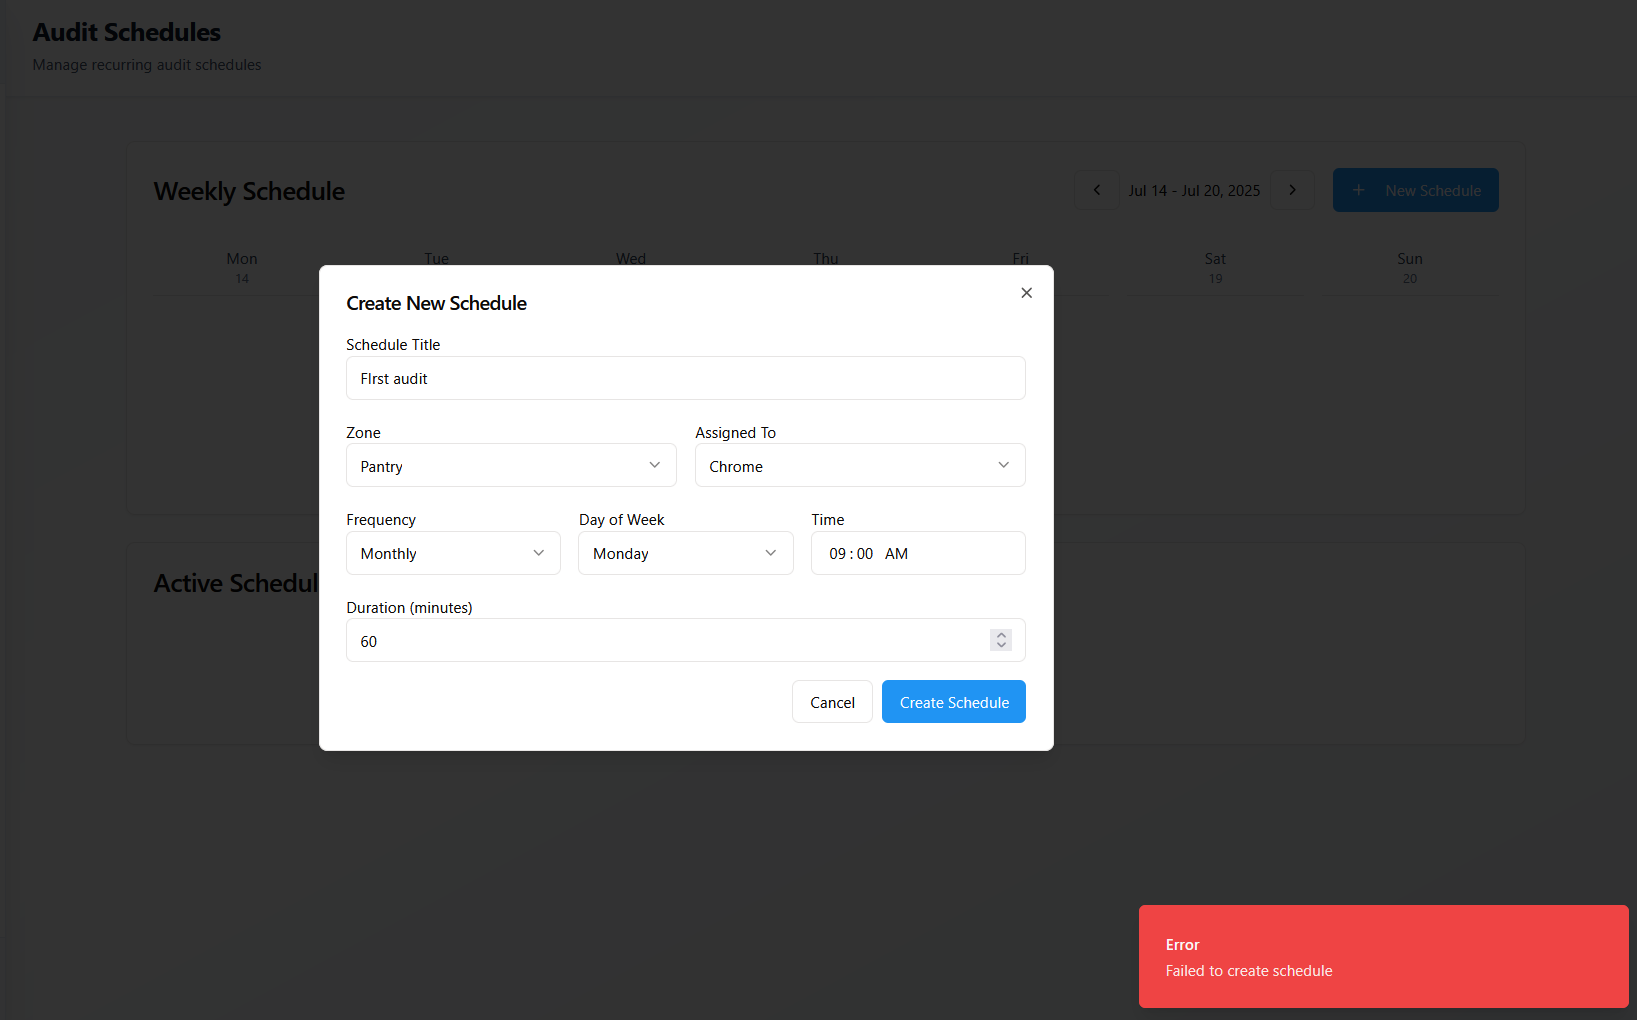 Audit Schedules
Manage recurring audit schedules
Weekly Schedule
Jul 14 - Jul 20, 2025
+ New Schedule
Mon Tue Wed Thu Fri Sat Sun
14 19 20
Create New Schedule
Schedule Title
FIrst audit
Zone Assigned To
Pantry Chrome
Frequency Day of Week Time
Monthly Monday 09:00 AM
Active Schedul
Duration (minutes)
60
Cancel Create Schedule
Error
Failed to create schedule